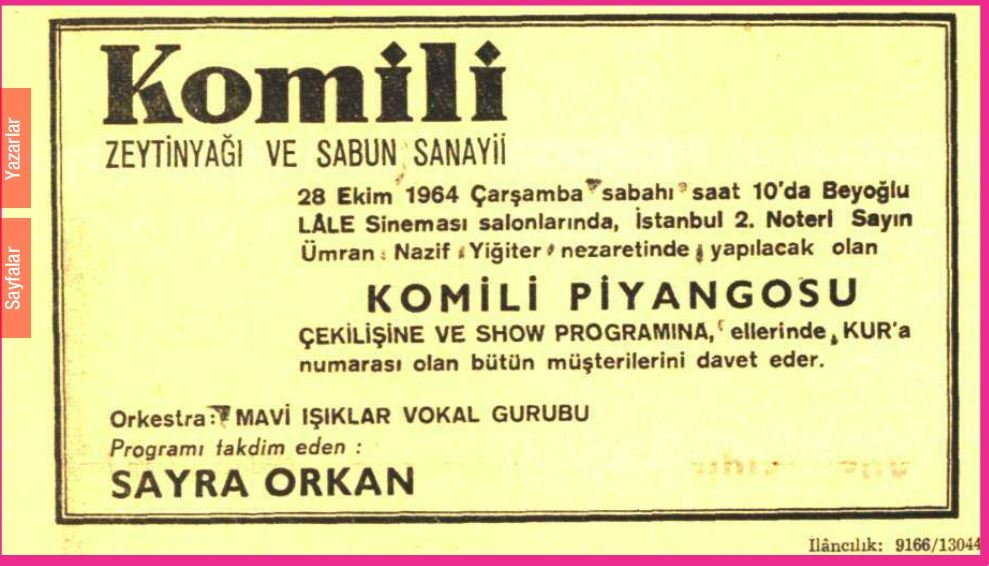 Komili
ZEYTİNYAĞI VE SABUN SANAYİİ
28 Ekim 1964 Çarşamba sabahı saat 10'da Beyoğlu
LÂLE Sineması salonlarında, İstanbul 2. Noteri Sayın
Ümran Nazif Yiğiter nezaretinde yapılacak olan
KOMİLİ PİYANGOSU
ÇEKİLİŞİNE VE SHOW PROGRAMINA, ellerinde KUR'a
numarası olan bütün müşterilerini davet eder.
Orkestra: MAVİ IŞIKLAR VOKAL GURUBU
Programı takdim eden :
SAYRA ORKAN
İlâncılık: 9166/13044
Yazarlar
Sayfalar